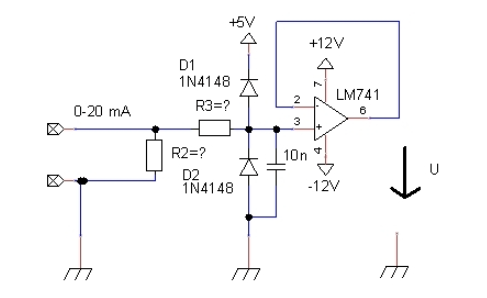 +5V
+12V
D1
1N4148
7
LM741
2
-
6
0-20 mA
R3=?
3
+
R2=?
10n
4
D2
1N4148
-12V
U